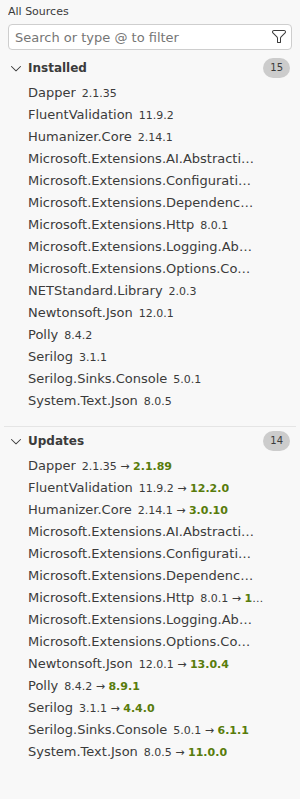 All Sources
Search or type @ to filter
Installed 15
Dapper 2.1.35
FluentValidation 11.9.2
Humanizer.Core 2.14.1
Microsoft.Extensions.AI.Abstracti...
Microsoft.Extensions.Configurati...
Microsoft.Extensions.Dependenc...
Microsoft.Extensions.Http 8.0.1
Microsoft.Extensions.Logging.Ab...
Microsoft.Extensions.Options.Co...
NETStandard.Library 2.0.3
Newtonsoft.Json 12.0.1
Polly 8.4.2
Serilog 3.1.1
Serilog.Sinks.Console 5.0.1
System.Text.Json 8.0.5
Updates 14
Dapper 2.1.35 → 2.1.89
FluentValidation 11.9.2 → 12.2.0
Humanizer.Core 2.14.1 → 3.0.10
Microsoft.Extensions.AI.Abstracti...
Microsoft.Extensions.Configurati...
Microsoft.Extensions.Dependenc...
Microsoft.Extensions.Http 8.0.1 → 1...
Microsoft.Extensions.Logging.Ab...
Microsoft.Extensions.Options.Co...
Newtonsoft.Json 12.0.1 → 13.0.4
Polly 8.4.2 → 8.9.1
Serilog 3.1.1 → 4.4.0
Serilog.Sinks.Console 5.0.1 → 6.1.1
System.Text.Json 8.0.5 → 11.0.0